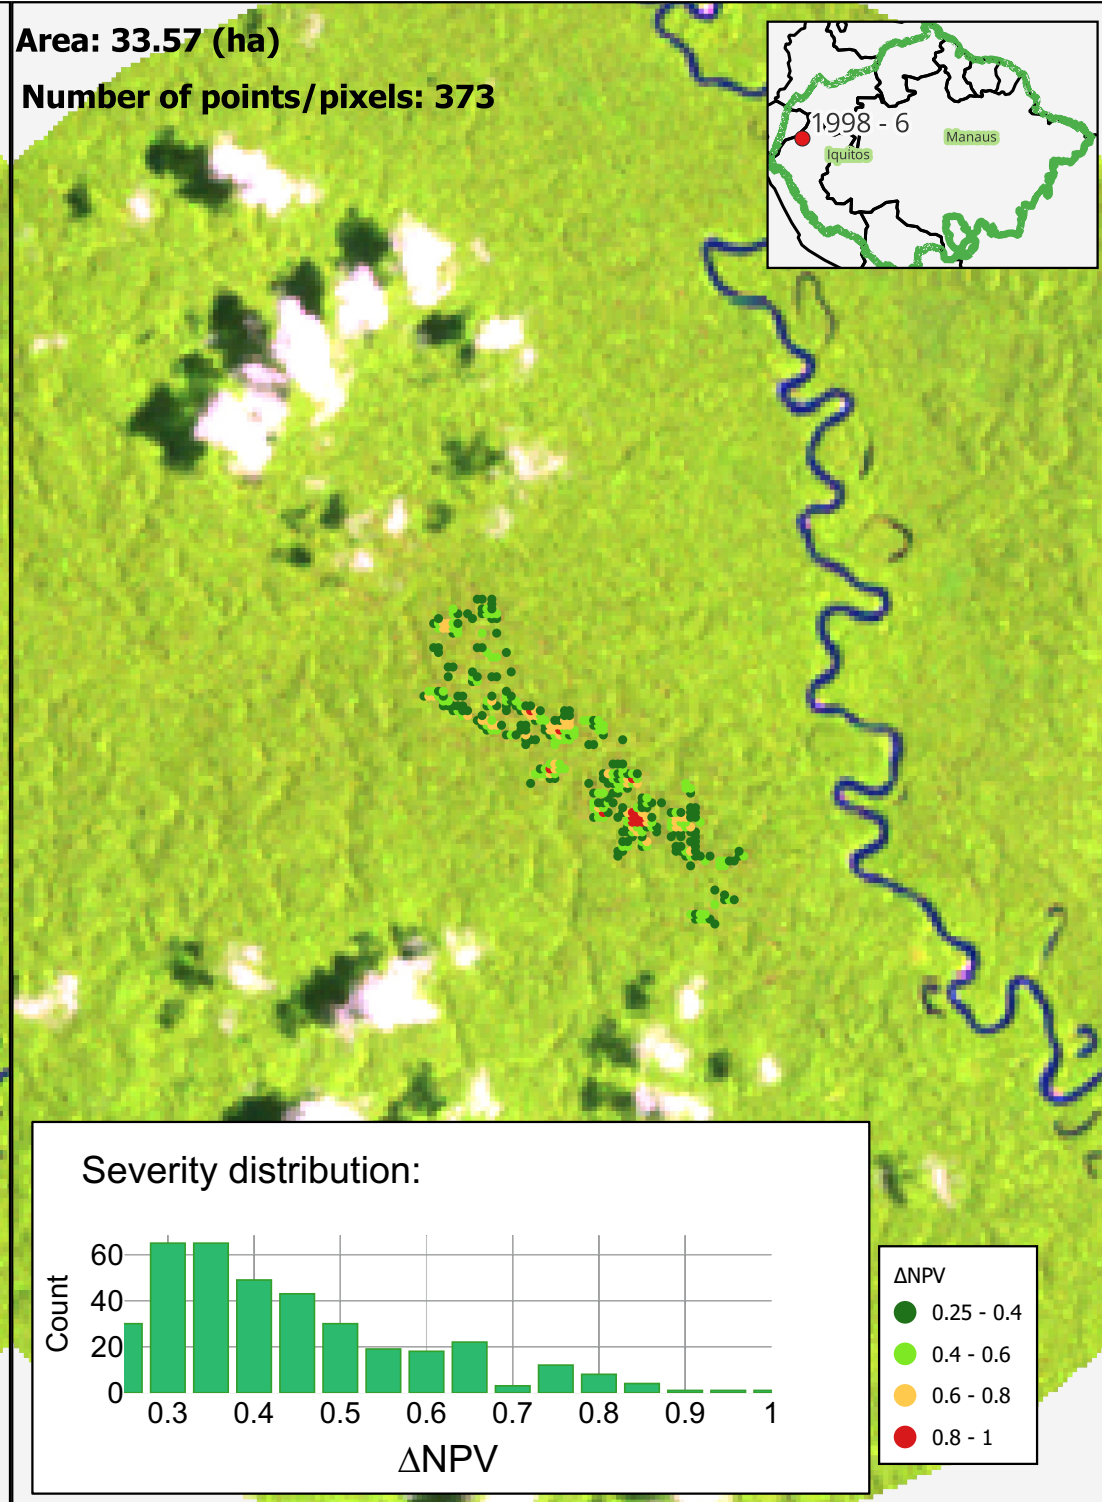 Area: 33.57 (ha)
Number of points/pixels: 373
1998 - 6
Manaus
Iquitos
Severity distribution:
Count
60
40
20
0
0.3 0.4 0.5 0.6 0.7 0.8 0.9 1
ΔNPV
ΔNPV
0.25 - 0.4
0.4 - 0.6
0.6 - 0.8
0.8 - 1